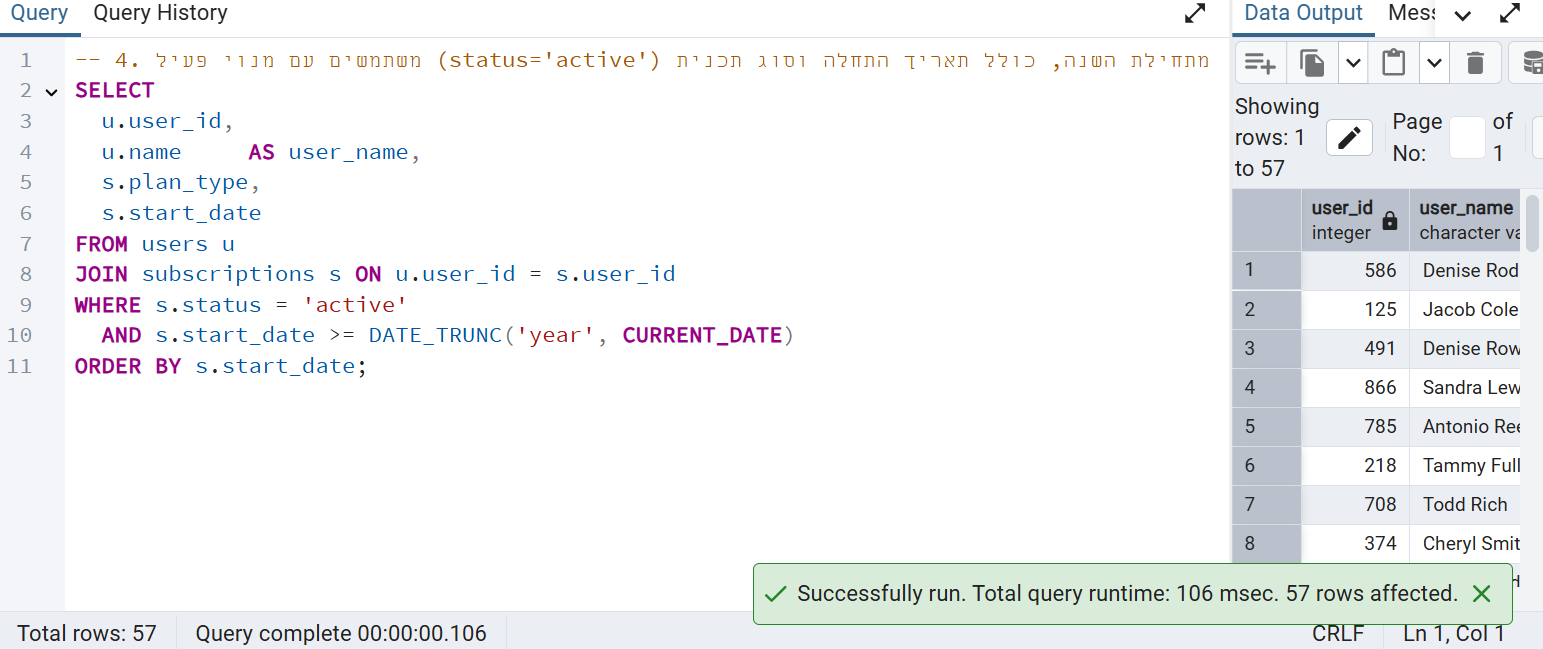 Query Query History
1 -- 4. משתמשים עם מנוי פעיל (status='active') מתחילת השנה, כולל תאריך התחלה וסוג תכנית
2 SELECT
3 u.user_id,
4 u.name AS user_name,
5 s.plan_type,
6 s.start_date
7 FROM users u
8 JOIN subscriptions s ON u.user_id = s.user_id
9 WHERE s.status = 'active'
10 AND s.start_date >= DATE_TRUNC('year', CURRENT_DATE)
11 ORDER BY s.start_date;
Data Output Mess
Showing rows: 1 to 57
Page No:
of 1
user_id integer
user_name character va
1 586 Denise Rod
2 125 Jacob Cole
3 491 Denise Row
4 866 Sandra Lew
5 785 Antonio Ree
6 218 Tammy Full
7 708 Todd Rich
8 374 Cheryl Smit
Successfully run. Total query runtime: 106 msec. 57 rows affected.
Total rows: 57 Query complete 00:00:00.106 CRLF Ln 1, Col 1